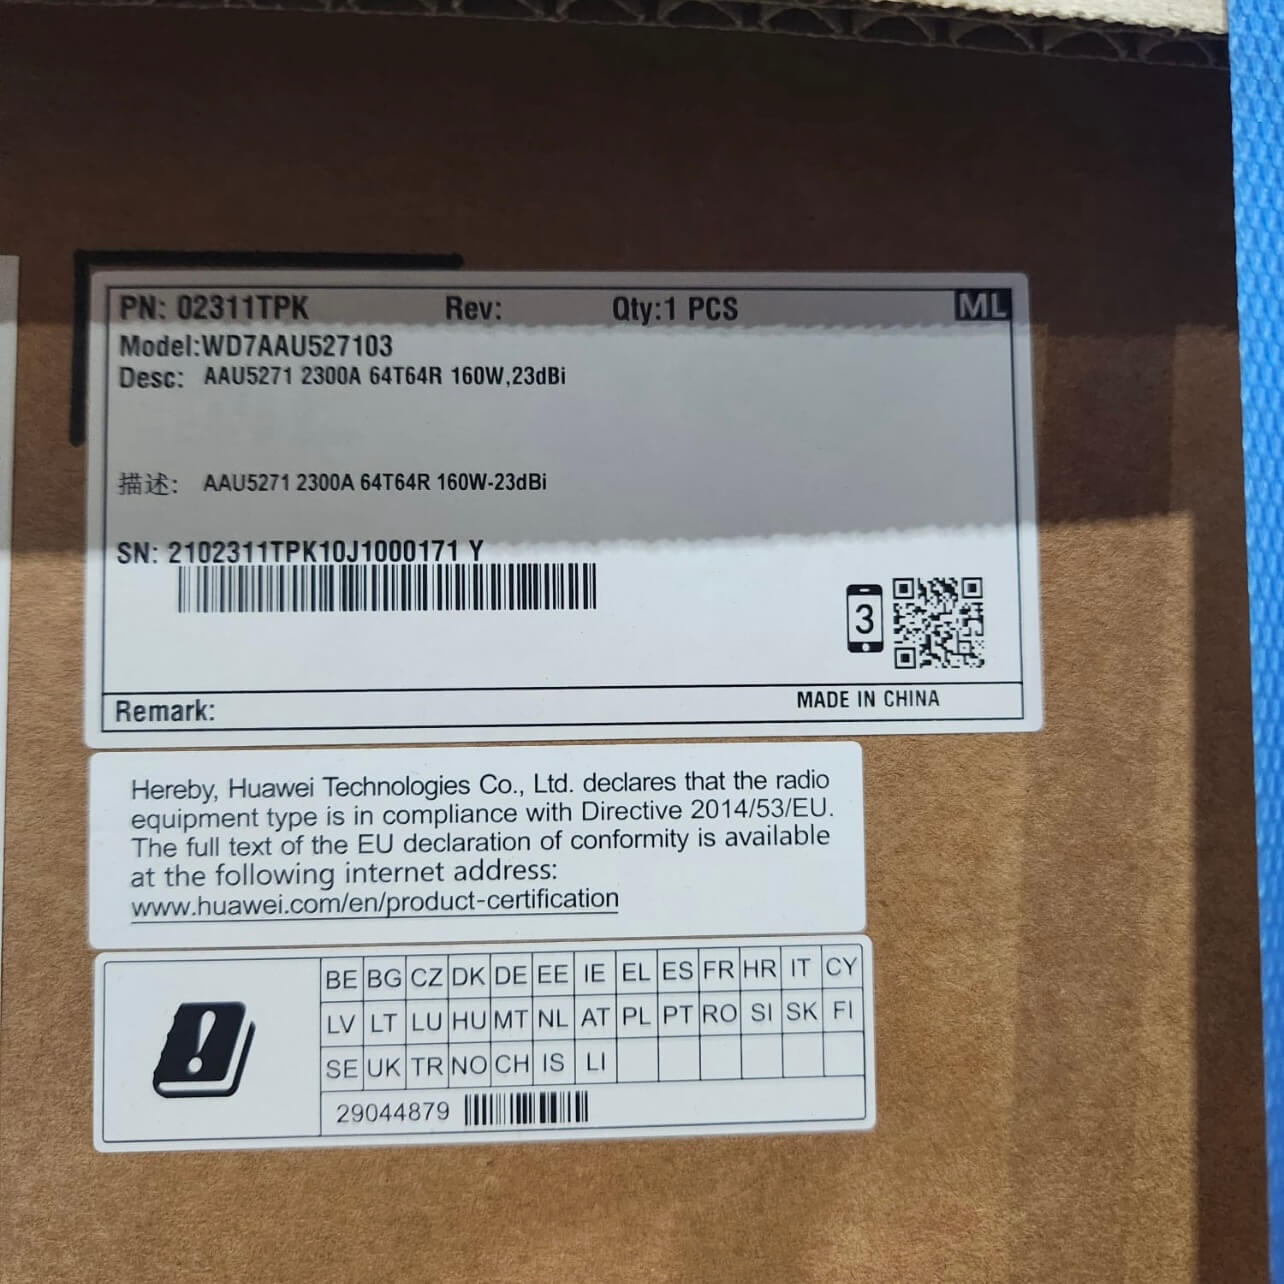 PN: 02311TPK Rev: Qty:1 PCS ML
Model:WD7AAU527103
Desc: AAU5271 2300A 64T64R 160W,23dBi
描述: AAU5271 2300A 64T64R 160W-23dBi
SN: 2102311TPK10J1000171 Y
3
MADE IN CHINA
Remark:
Hereby, Huawei Technologies Co., Ltd. declares that the radio
equipment type is in compliance with Directive 2014/53/EU.
The full text of the EU declaration of conformity is available
at the following internet address:
www.huawei.com/en/product-certification
BE BG CZ DK DE EE IE EL ES FR HR IT CY
LV LT LU HU MT NL AT PL PT RO SI SK FI
SE UK TR NO CH IS LI
29044879